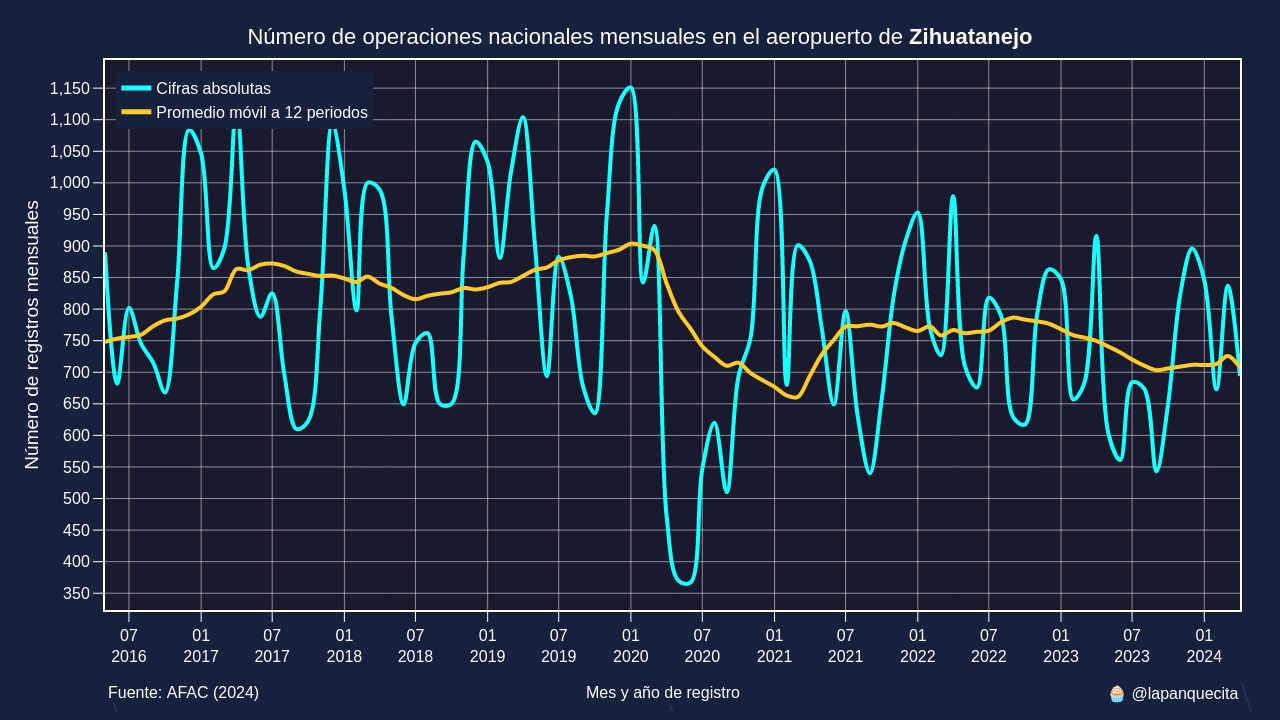 Número de operaciones nacionales mensuales en el aeropuerto de Zihuatanejo
Cifras absolutas
Promedio móvil a 12 periodos
Número de registros mensuales
1,150
1,100
1,050
1,000
950
900
850
800
750
700
650
600
550
500
450
400
350
07 01 07 01 07 01 07 01 07 01 07 01 07 01 07 01
2016 2017 2017 2018 2018 2019 2019 2020 2020 2021 2021 2022 2022 2023 2023 2024
Fuente: AFAC (2024) Mes y año de registro 🧁 @lapanquecita